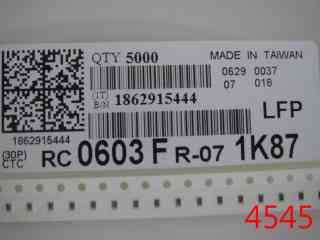 QTY 5000
MADE IN TAIWAN
0629 0037
07 018
(1T)
B/N 1862915444
LFP
1862915444
(30P)
CTC RC 0603 F R-07 1K87
4545